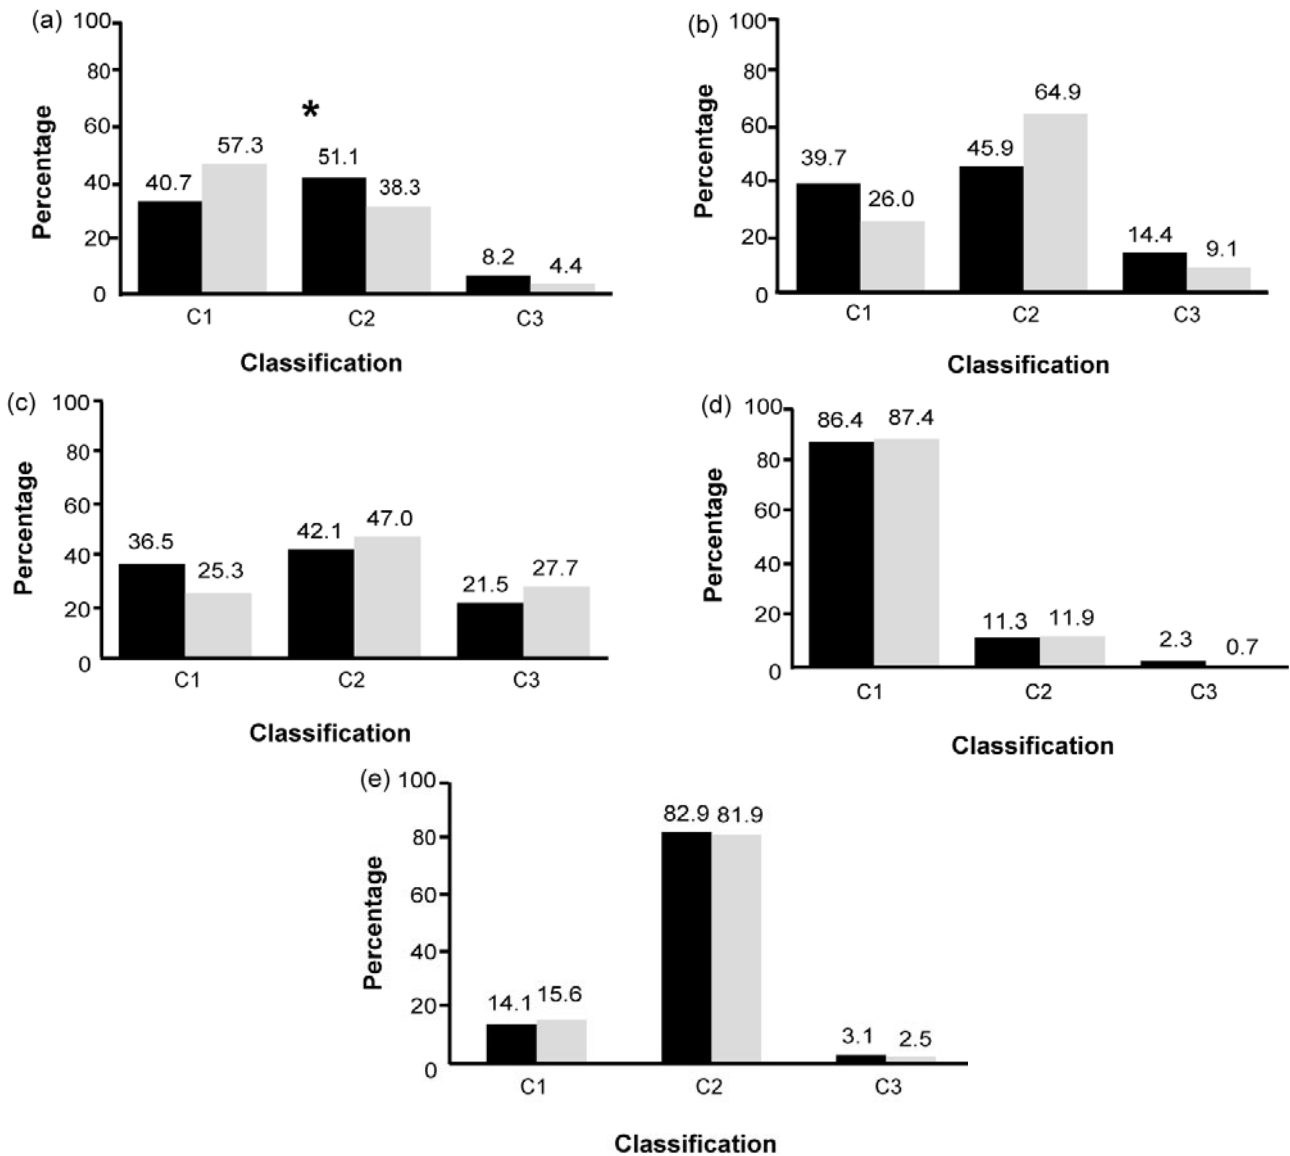 (a)
100
80
60
40
20
0
Percentage
40.7
57.3
*
51.1
38.3
8.2
4.4
C1
C2
C3
Classification
(b)
100
80
60
40
20
0
Percentage
39.7
26.0
45.9
64.9
14.4
9.1
C1
C2
C3
Classification
(c)
100
80
60
40
20
0
Percentage
36.5
25.3
42.1
47.0
21.5
27.7
C1
C2
C3
Classification
(d)
100
80
60
40
20
0
Percentage
86.4
87.4
11.3
11.9
2.3
0.7
C1
C2
C3
Classification
(e)
100
80
60
40
20
0
Percentage
14.1
15.6
82.9
81.9
3.1
2.5
C1
C2
C3
Classification